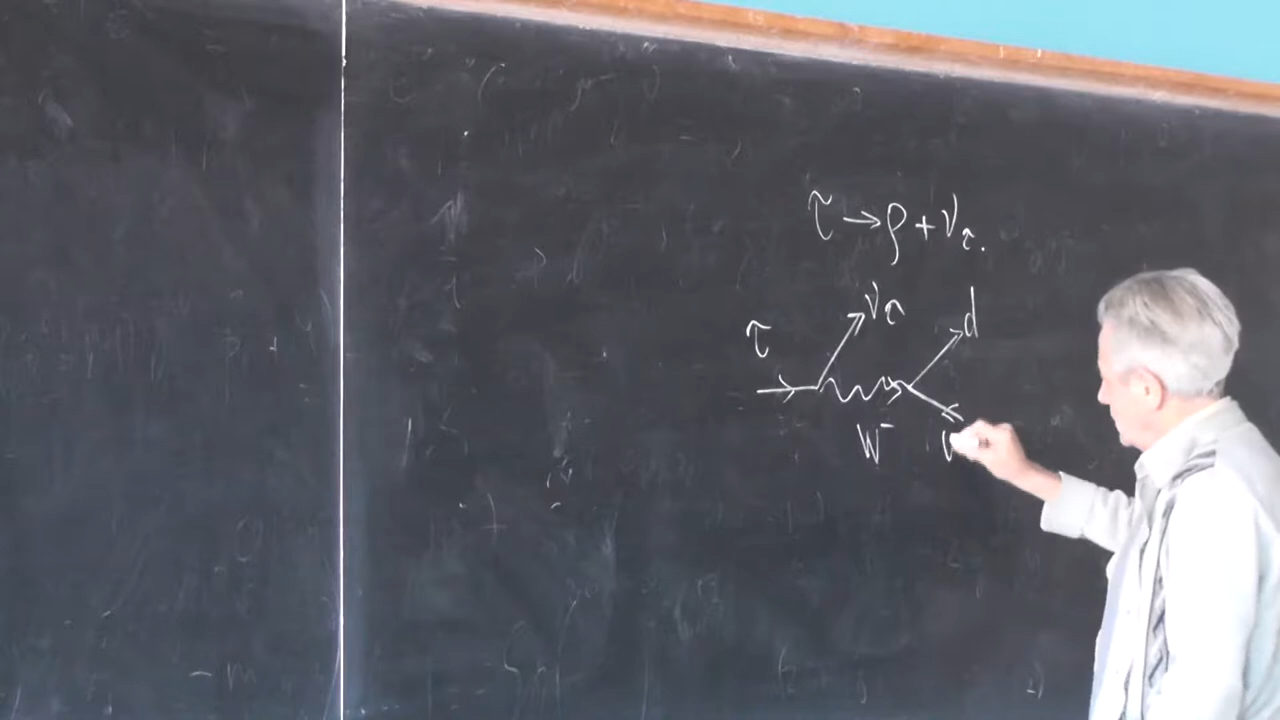 τ → ρ + ν_τ.
τ ν_τ d
W⁻ u